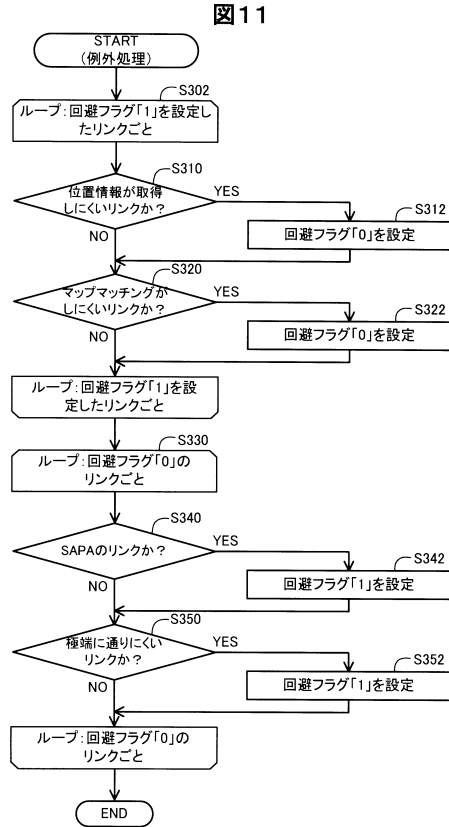 図11
START
(例外処理)
S302
ループ：回避フラグ「1」を設定し
たリンクごと
S310
位置情報が取得
しにくいリンクか？
YES
NO
S312
回避フラグ「0」を設定
S320
マップマッチングが
しにくいリンクか？
YES
NO
S322
回避フラグ「0」を設定
ループ：回避フラグ「1」を設
定したリンクごと
S330
ループ：回避フラグ「0」の
リンクごと
S340
SAPAのリンクか？
YES
NO
S342
回避フラグ「1」を設定
S350
極端に通りにくい
リンクか？
YES
NO
S352
回避フラグ「1」を設定
ループ：回避フラグ「0」の
リンクごと
END